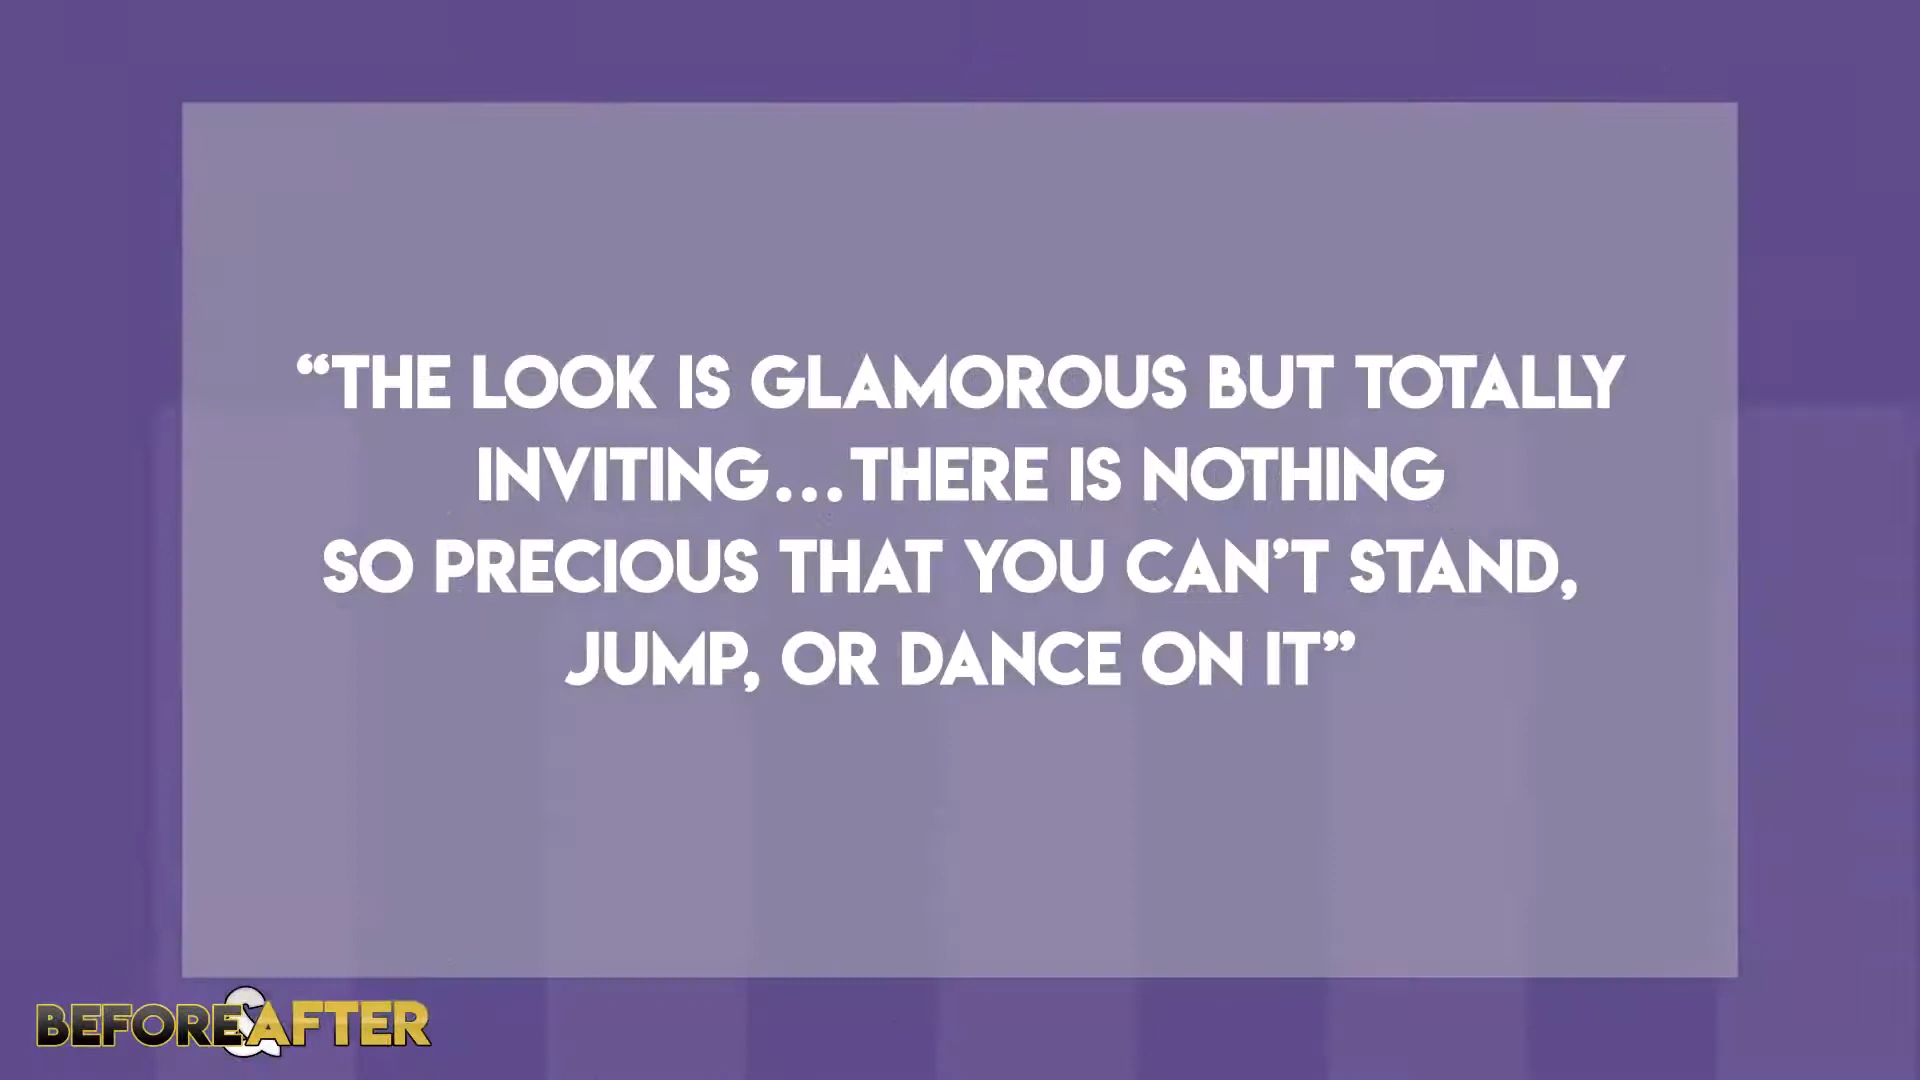 “THE LOOK IS GLAMOROUS BUT TOTALLY
INVITING...THERE IS NOTHING
SO PRECIOUS THAT YOU CAN’T STAND,
JUMP, OR DANCE ON IT”
BEFORE&AFTER